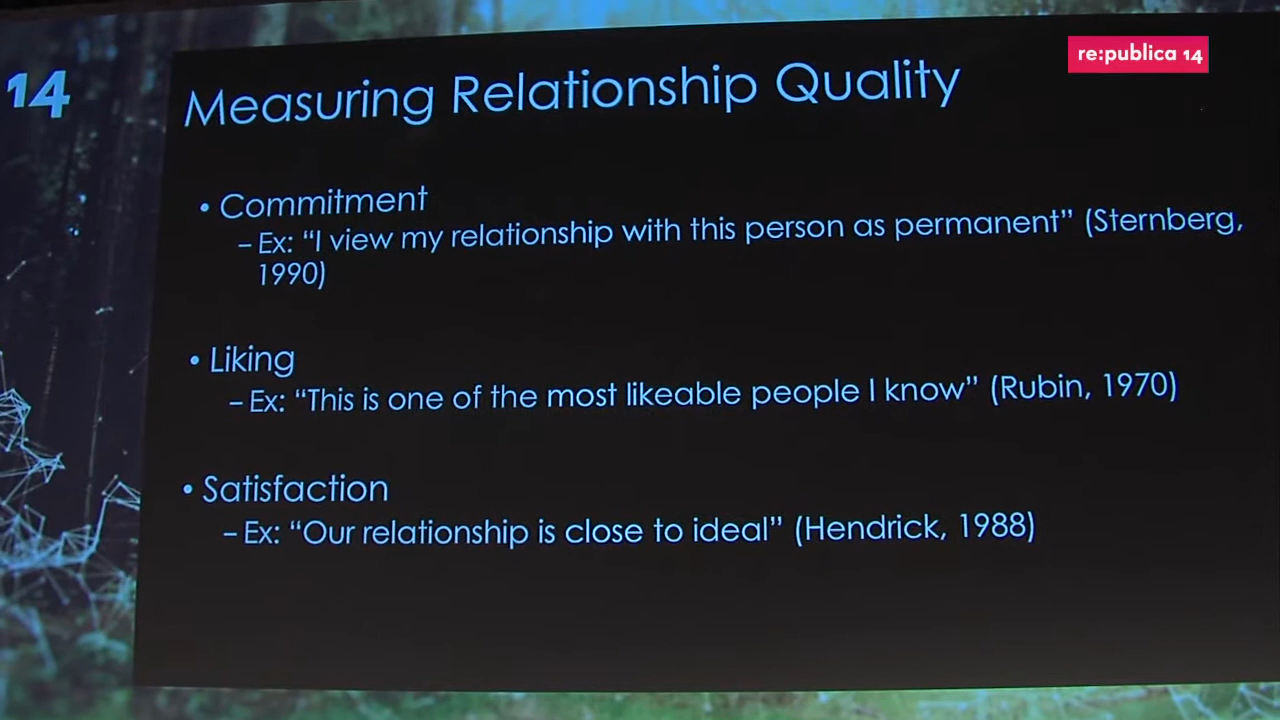 re:publica 14
14
Measuring Relationship Quality
• Commitment
– Ex: “I view my relationship with this person as permanent” (Sternberg,
1990)
• Liking
– Ex: “This is one of the most likeable people I know” (Rubin, 1970)
• Satisfaction
– Ex: “Our relationship is close to ideal” (Hendrick, 1988)